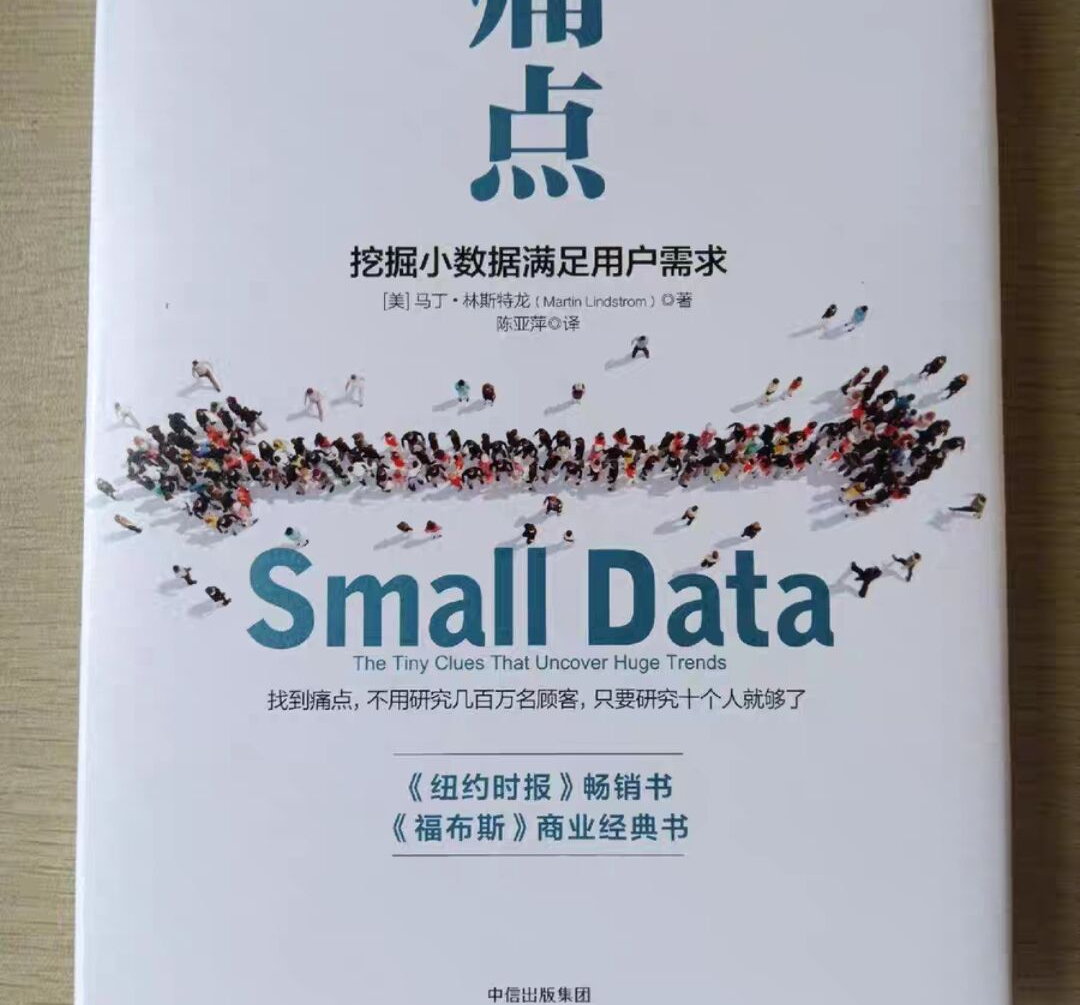 痛
点
挖掘小数据满足用户需求
[美] 马丁·林斯特龙（Martin Lindstrom）◎著
陈亚萍◎译
Small Data
The Tiny Clues That Uncover Huge Trends
找到痛点，不用研究几百万名顾客，只要研究十个人就够了
《纽约时报》畅销书
《福布斯》商业经典书
中信出版集团